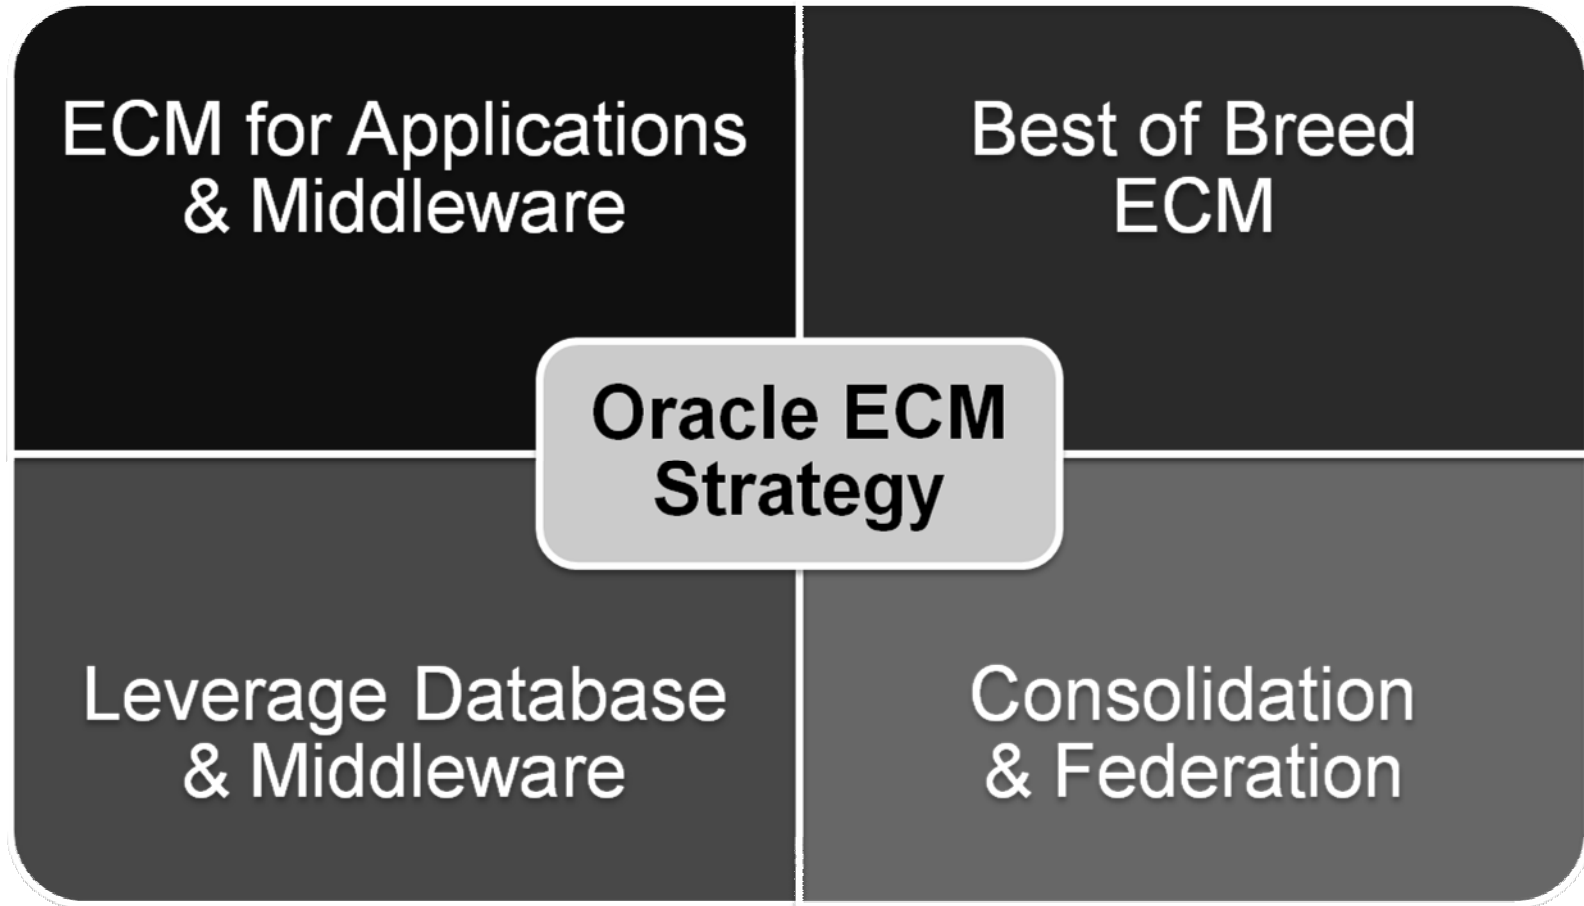 ECM for Applications
& Middleware
Best of Breed
ECM
Oracle ECM
Strategy
Leverage Database
& Middleware
Consolidation
& Federation